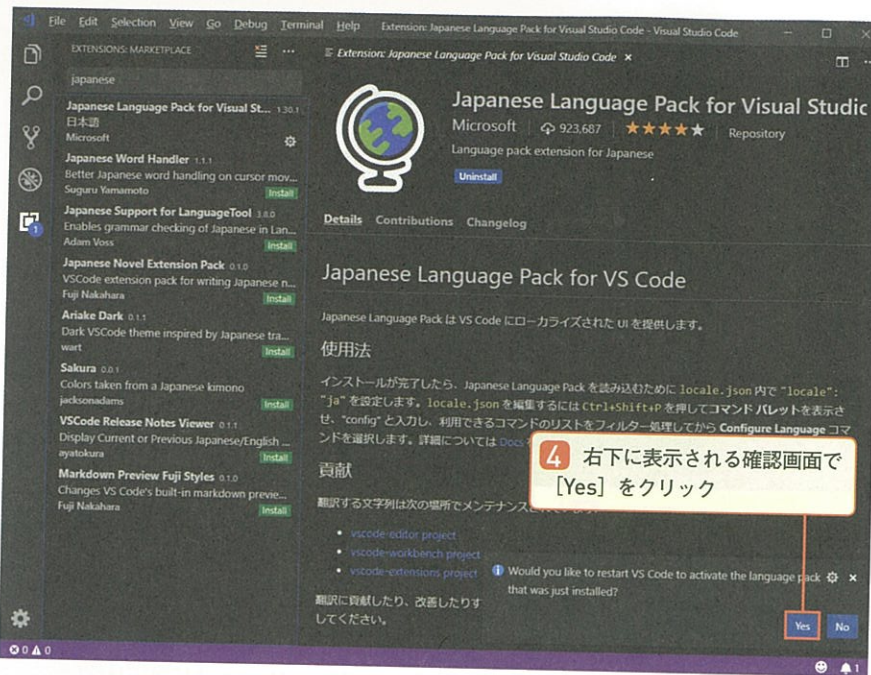 File Edit Selection View Go Debug Terminal Help Extension: Japanese Language Pack for Visual Studio Code - Visual Studio Code
EXTENSIONS: MARKETPLACE
japanese
Japanese Language Pack for Visual St... 1.30.1
日本語
Microsoft
Japanese Word Handler 1.1.1
Better Japanese word handling on cursor mov...
Suguru Yamamoto Install
Japanese Support for LanguageTool 3.8.0
Enables grammar checking of Japanese in Lan...
Adam Voss Install
Japanese Novel Extension Pack 0.1.0
VSCode extension pack for writing Japanese n...
Fuji Nakahara Install
Ariake Dark 0.1.1
Dark VSCode theme inspired by Japanese tra...
wart Install
Sakura 0.0.1
Colors taken from a Japanese kimono
jacksonadams Install
VSCode Release Notes Viewer 0.1.1
Display Current or Previous Japanese/English ...
ayatokura Install
Markdown Preview Fuji Styles 0.1.0
Changes VS Code's built-in markdown previe...
Fuji Nakahara Install
1
Extension: Japanese Language Pack for Visual Studio Code
Japanese Language Pack for Visual Studic
Microsoft 923,687 Repository
Language pack extension for Japanese
Uninstall
Details Contributions Changelog
Japanese Language Pack for VS Code
Japanese Language Pack は VS Code にローカライズされた UI を提供します。
使用法
インストールが完了したら、Japanese Language Pack を読み込むために locale.json 内で "locale":
"ja" を設定します。locale.json を編集するには Ctrl+Shift+P を押してコマンド パレットを表示さ
せ、"config" と入力し、利用できるコマンドのリストをフィルター処理してから Configure Language コマ
ンドを選択します。詳細については Docs を
4 右下に表示される確認画面で
[Yes] をクリック
貢献
翻訳する文字列は次の場所でメンテナンスされています。
vscode-editor project
vscode-workbench project
vscode-extensions project
翻訳に貢献したり、改善したりす
してください。
Would you like to restart VS Code to activate the language pack
that was just installed?
Yes No
0 0 1